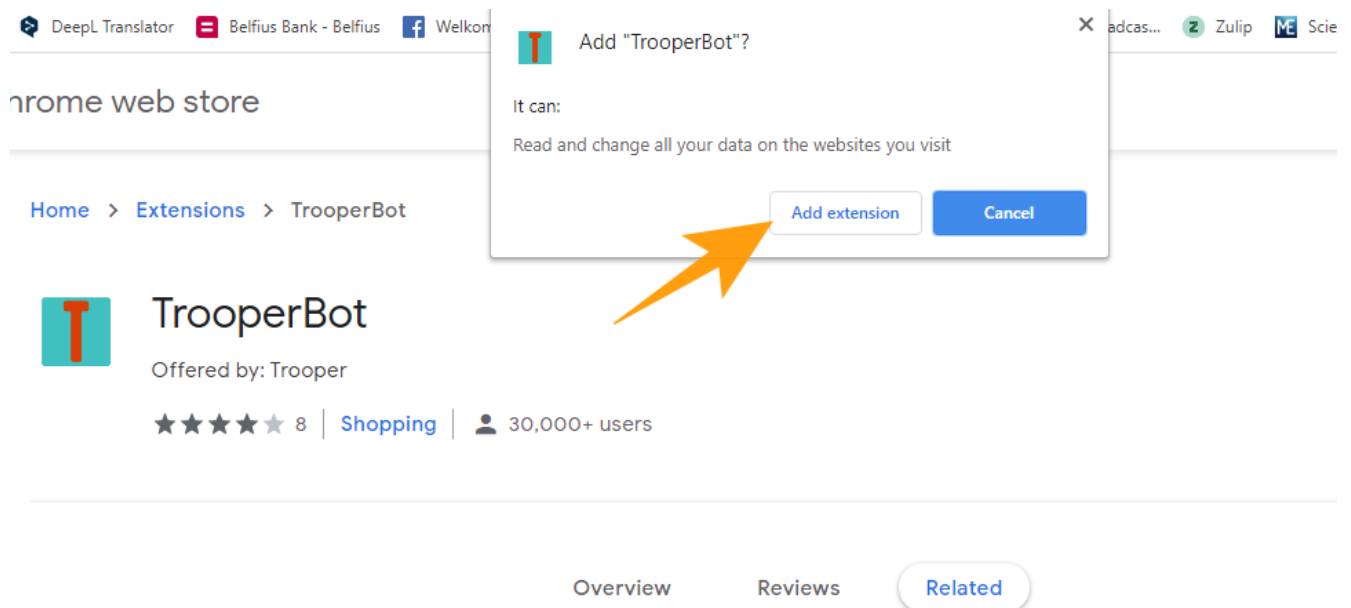 DeepL Translator Belfius Bank - Belfius Welkon adcas... Zulip Scie
Add "TrooperBot"?
hrome web store
It can:
Read and change all your data on the websites you visit
Add extension Cancel
Home > Extensions > TrooperBot
TrooperBot
Offered by: Trooper
8 Shopping 30,000+ users
Overview Reviews Related